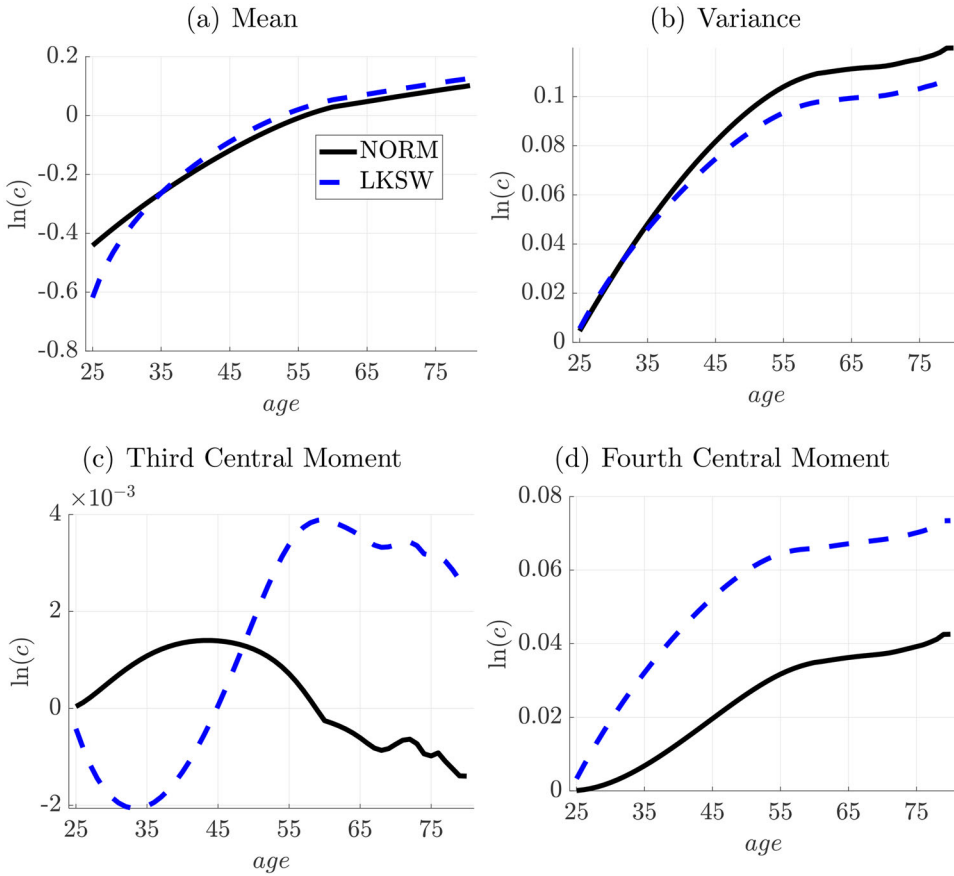 (a) Mean
0.2
0
-0.2
-0.4
-0.6
-0.8
ln(c)
NORM
LKSW
25 35 45 55 65 75
age
(b) Variance
0.1
0.08
0.06
0.04
0.02
0
ln(c)
25 35 45 55 65 75
age
(c) Third Central Moment
×10⁻³
4
2
0
-2
ln(c)
25 35 45 55 65 75
age
(d) Fourth Central Moment
0.08
0.06
0.04
0.02
0
ln(c)
25 35 45 55 65 75
age